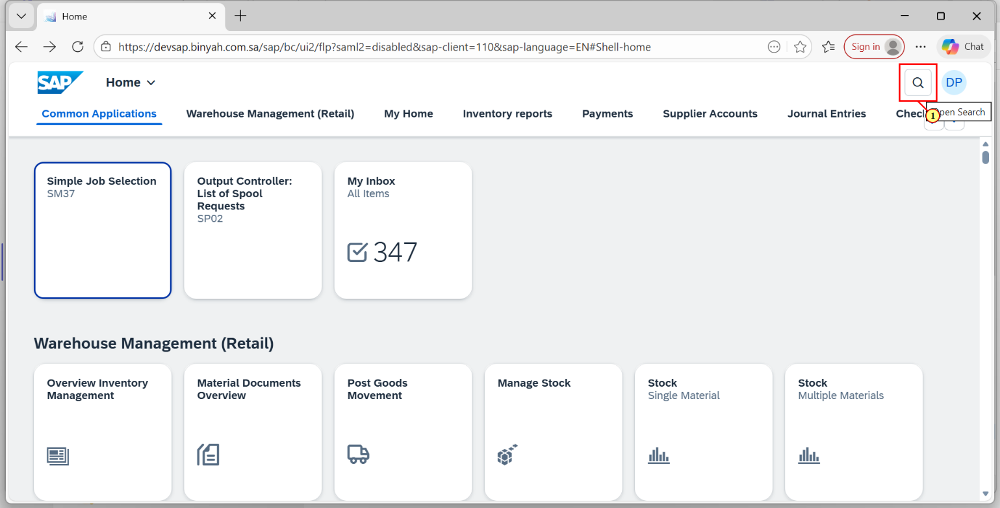 Home
https://devsap.binyah.com.sa/sap/bc/ui2/flp?saml2=disabled&sap-client=110&sap-language=EN#Shell-home
Sign in
Chat
SAP
Home
DP
Common Applications
Warehouse Management (Retail)
My Home
Inventory reports
Payments
Supplier Accounts
Journal Entries
1
Search
Simple Job Selection
SM37
Output Controller:
List of Spool
Requests
SP02
My Inbox
All Items
347
Warehouse Management (Retail)
Overview Inventory
Management
Material Documents
Overview
Post Goods
Movement
Manage Stock
Stock
Single Material
Stock
Multiple Materials